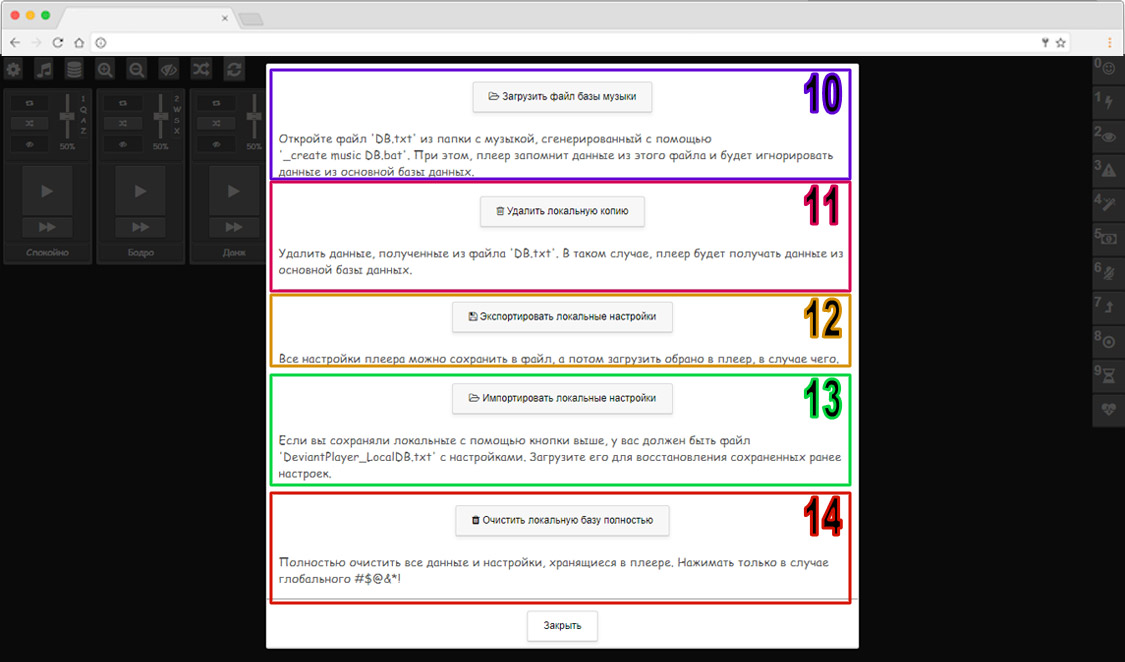 10
Загрузить файл базы музыки
Откройте файл 'DB.txt' из папки с музыкой, сгенерированный с помощью
'_create music DB.bat'. При этом, плеер запомнит данные из этого файла и будет игнорировать
данные из основной базы данных.
11
Удалить локальную копию
Удалить данные, полученные из файла 'DB.txt'. В таком случае, плеер будет получать данные из
основной базы данных.
12
Экспортировать локальные настройки
Все настройки плеера можно сохранить в файл, а потом загрузить обрано в плеер, в случае чего.
13
Импортировать локальные настройки
Если вы сохраняли локальные с помощью кнопки выше, у вас должен быть файл
'DeviantPlayer_LocalDB.txt' с настройками. Загрузите его для восстановления сохраненных ранее
настроек.
14
Очистить локальную базу полностью
Полностью очистить все данные и настройки, хранящиеся в плеере. Нажимать только в случае
глобального #$@&*!
Закрыть
1
Q
A
Z
50%
Спокойно
2
W
S
X
50%
Бодро
50%
Данж
0
1
2
3
4
5
6
7
8
9